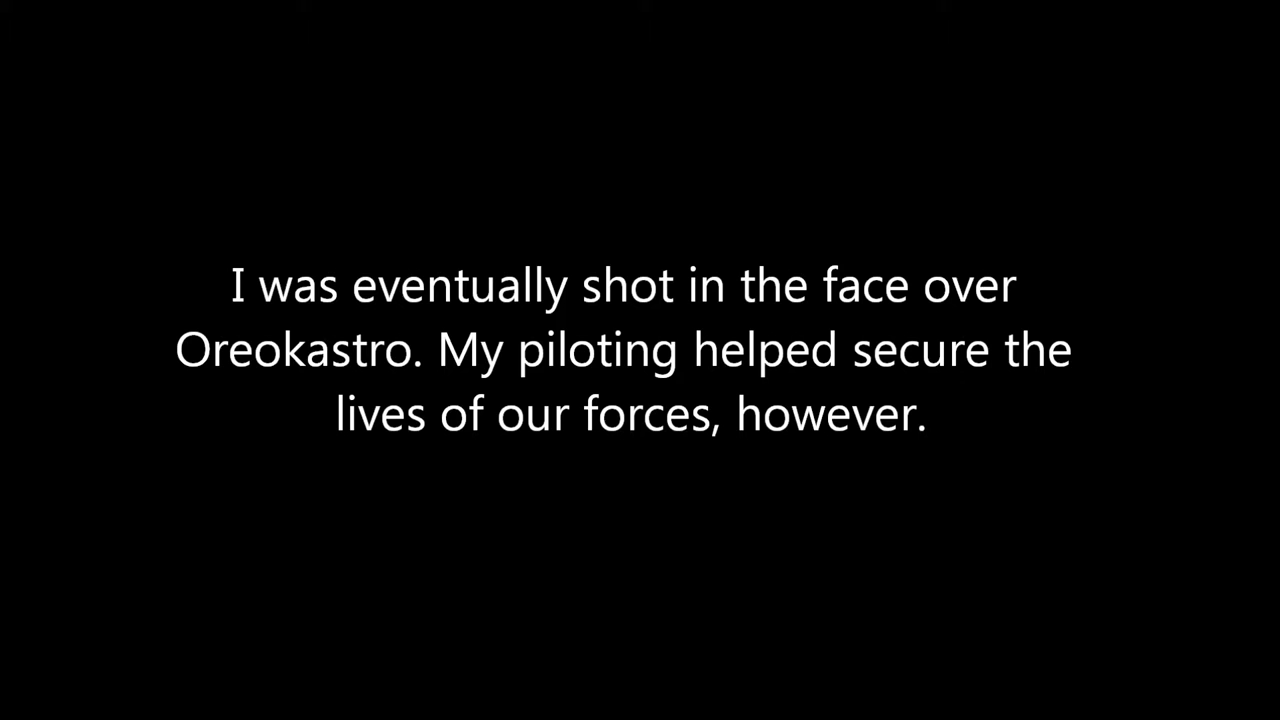 I was eventually shot in the face over
Oreokastro. My piloting helped secure the
lives of our forces, however.